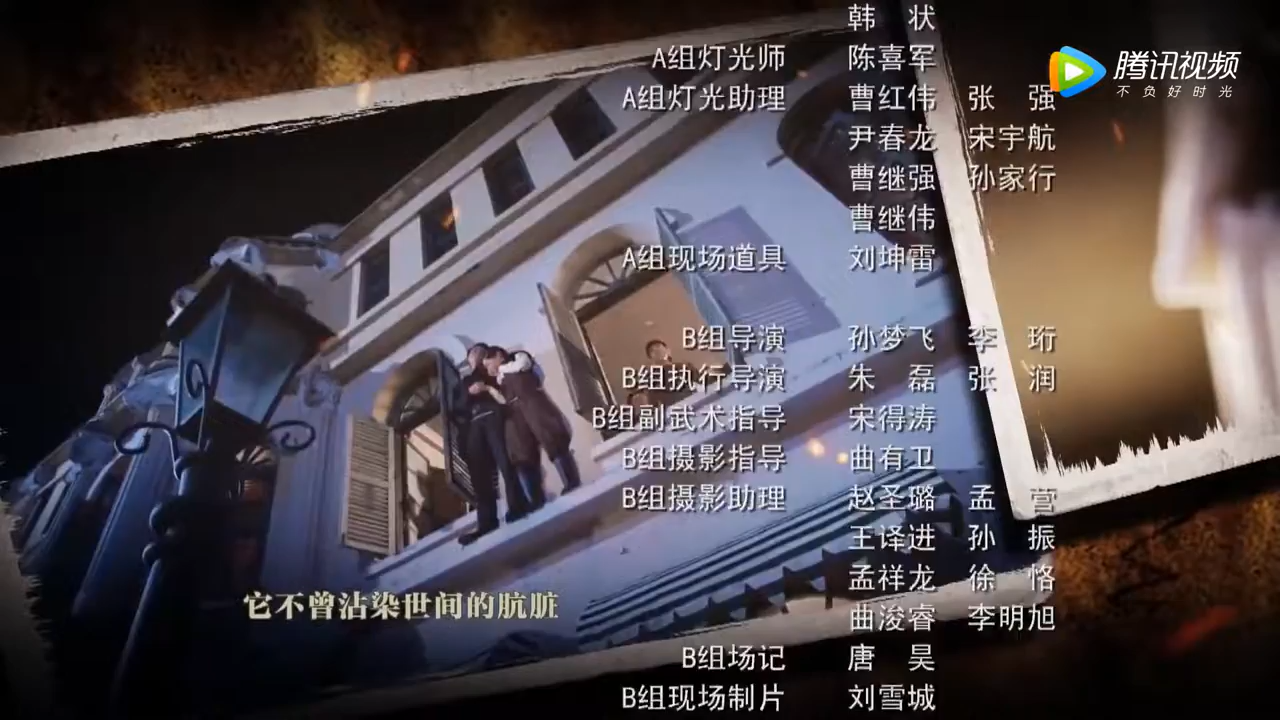 韩 状
A组灯光师 陈喜军
A组灯光助理 曹红伟 张 强
尹春龙 宋宇航
曹继强 孙家行
曹继伟
A组现场道具 刘坤雷
B组导演 孙梦飞 李 珩
B组执行导演 朱 磊 张 润
B组副武术指导 宋得涛
B组摄影指导 曲有卫
B组摄影助理 赵圣璐 孟 营
王译进 孙 振
孟祥龙 徐 恪
曲浚睿 李明旭
B组场记 唐 昊
B组现场制片 刘雪城
腾讯视频
不负好时光
它不曾沾染世间的肮脏